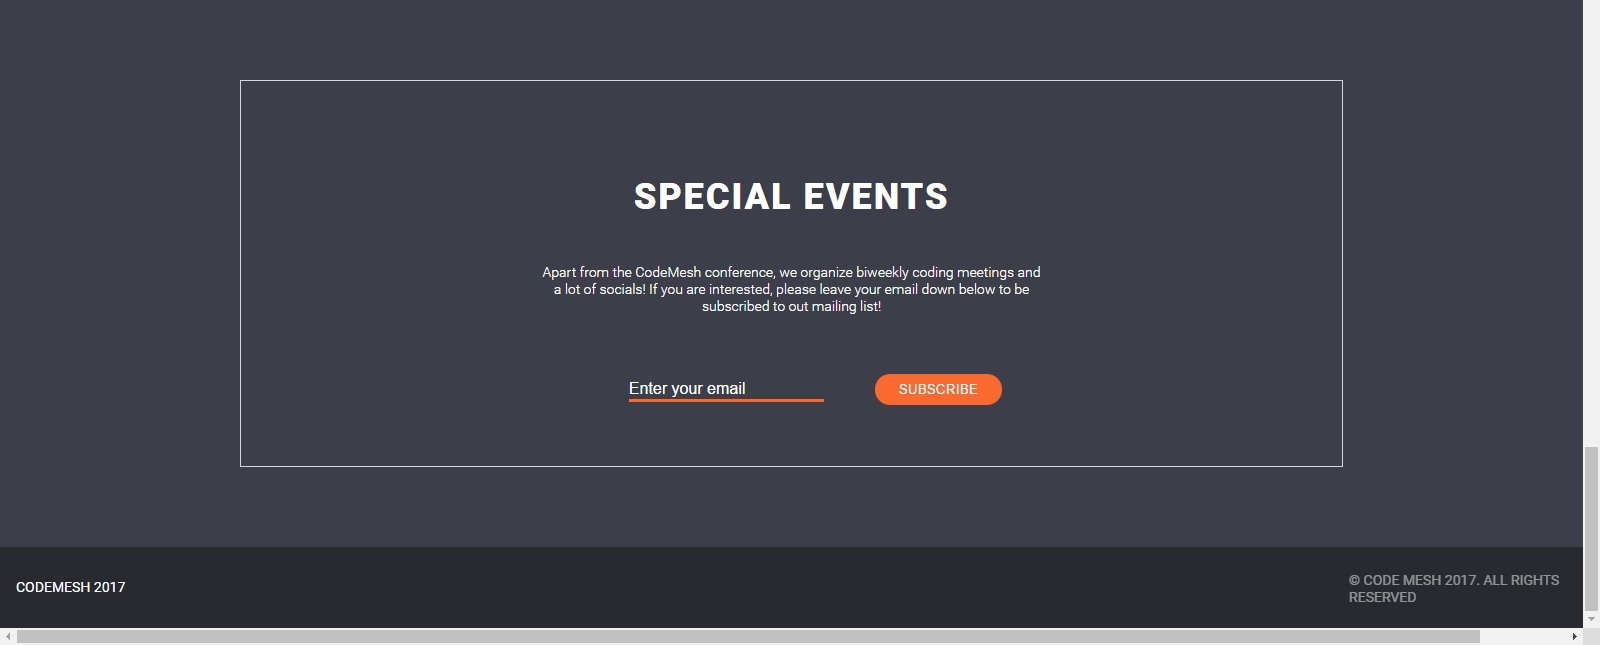 SPECIAL EVENTS
Apart from the CodeMesh conference, we organize biweekly coding meetings and
a lot of socials! If you are interested, please leave your email down below to be
subscribed to out mailing list!
Enter your email
SUBSCRIBE
CODEMESH 2017
© CODE MESH 2017. ALL RIGHTS
RESERVED